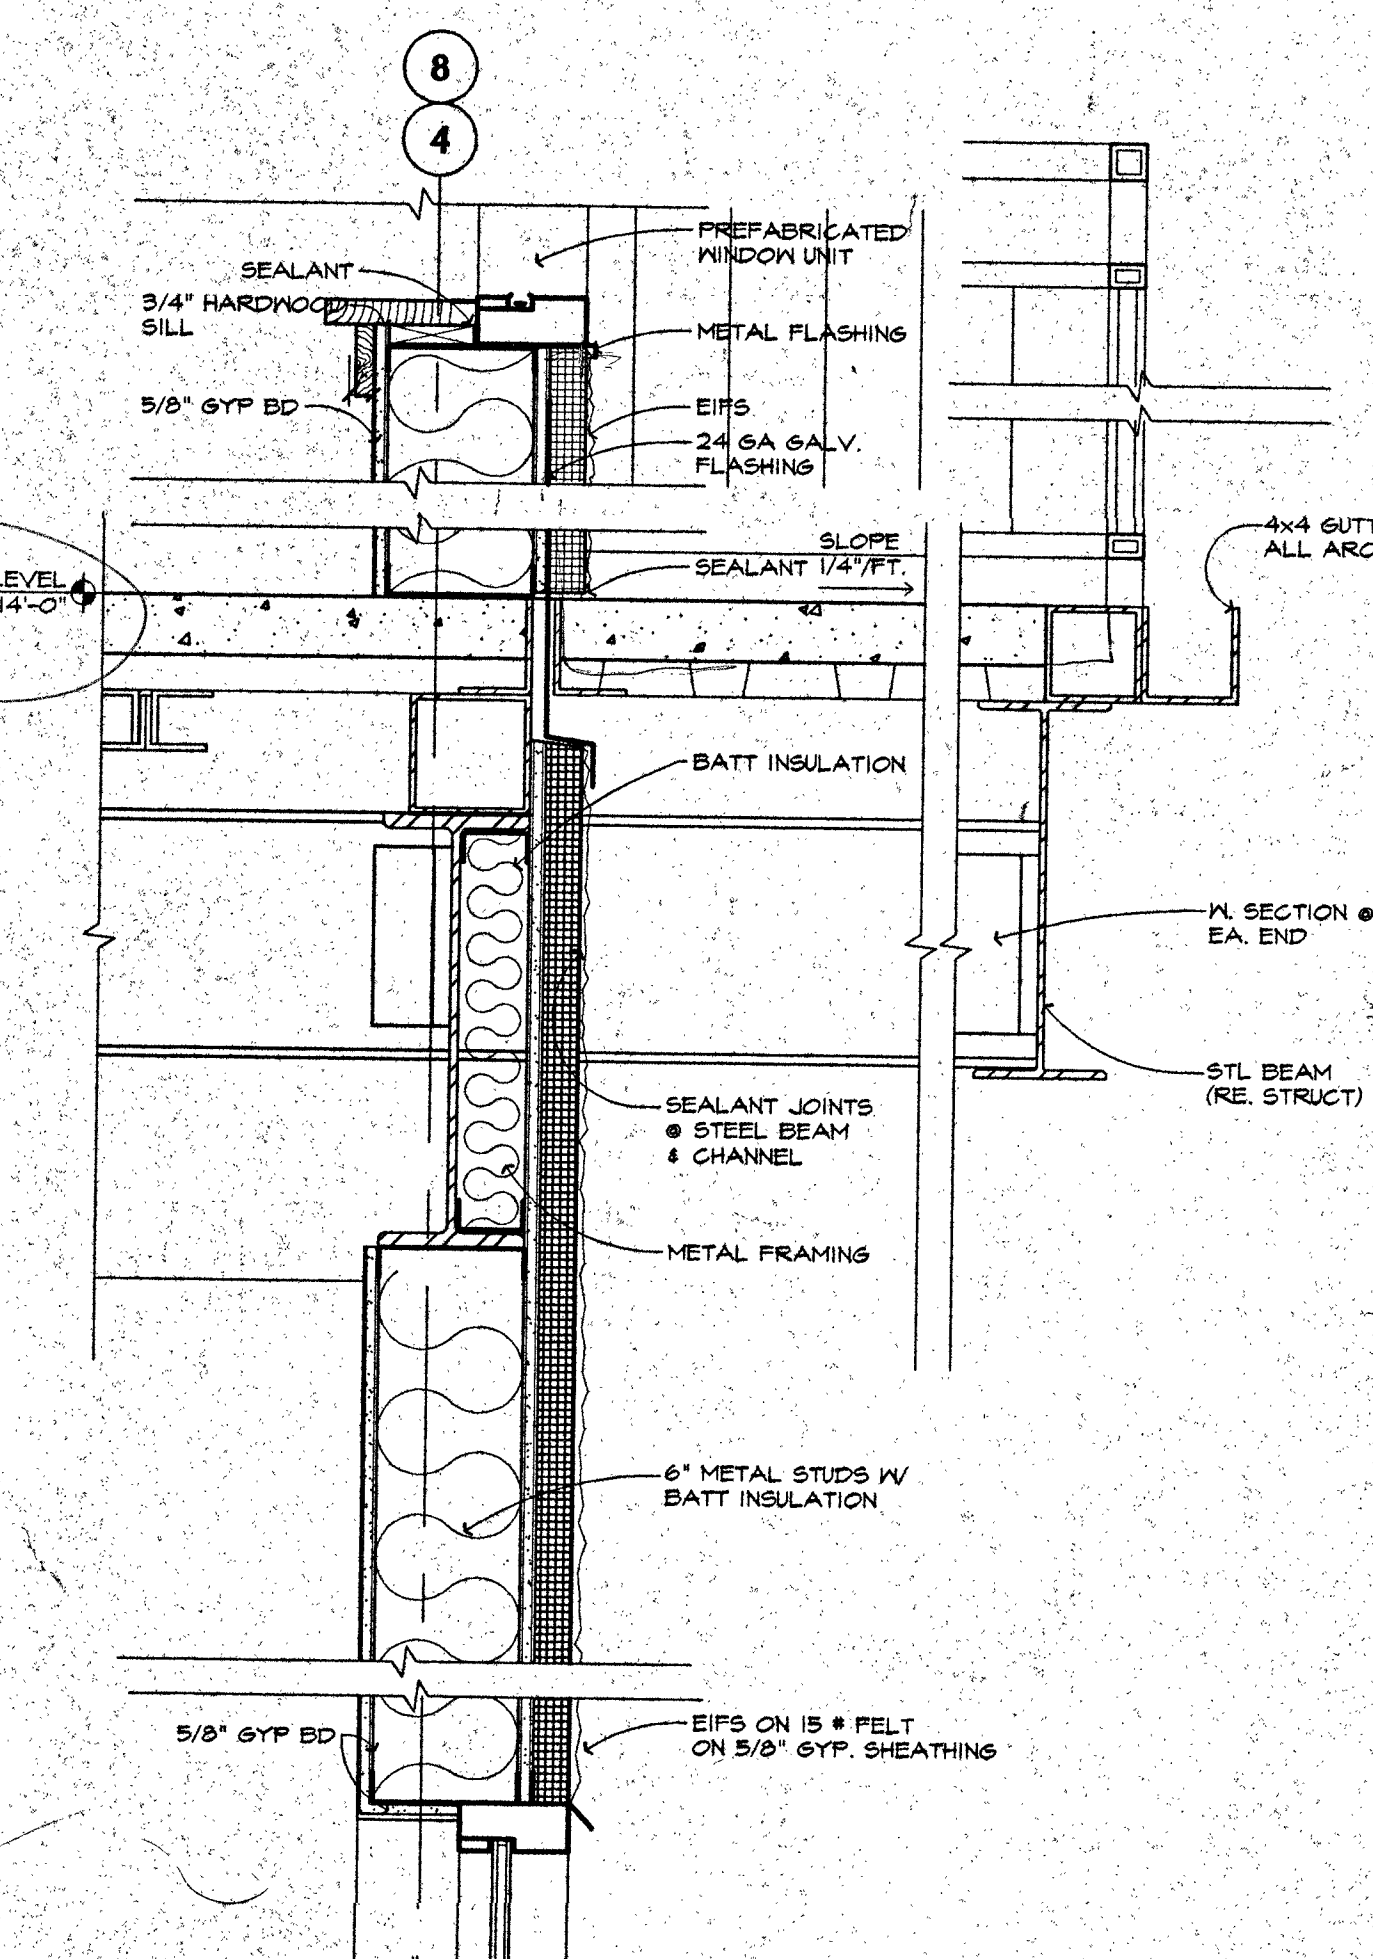 8
4
PREFABRICATED
WINDOW UNIT
SEALANT
3/4" HARDWOOD
SILL
METAL FLASHING
5/8" GYP BD
EIFS
24 GA GALV.
FLASHING
SLOPE
1/4"/FT.
SEALANT
4x4 GUTT
ALL ARO
LEVEL
14'-0"
BATT INSULATION
W. SECTION @
EA. END
STL BEAM
(RE. STRUCT)
SEALANT JOINTS
@ STEEL BEAM
& CHANNEL
METAL FRAMING
6" METAL STUDS W/
BATT INSULATION
5/8" GYP BD
EIFS ON 15 # FELT
ON 5/8" GYP. SHEATHING